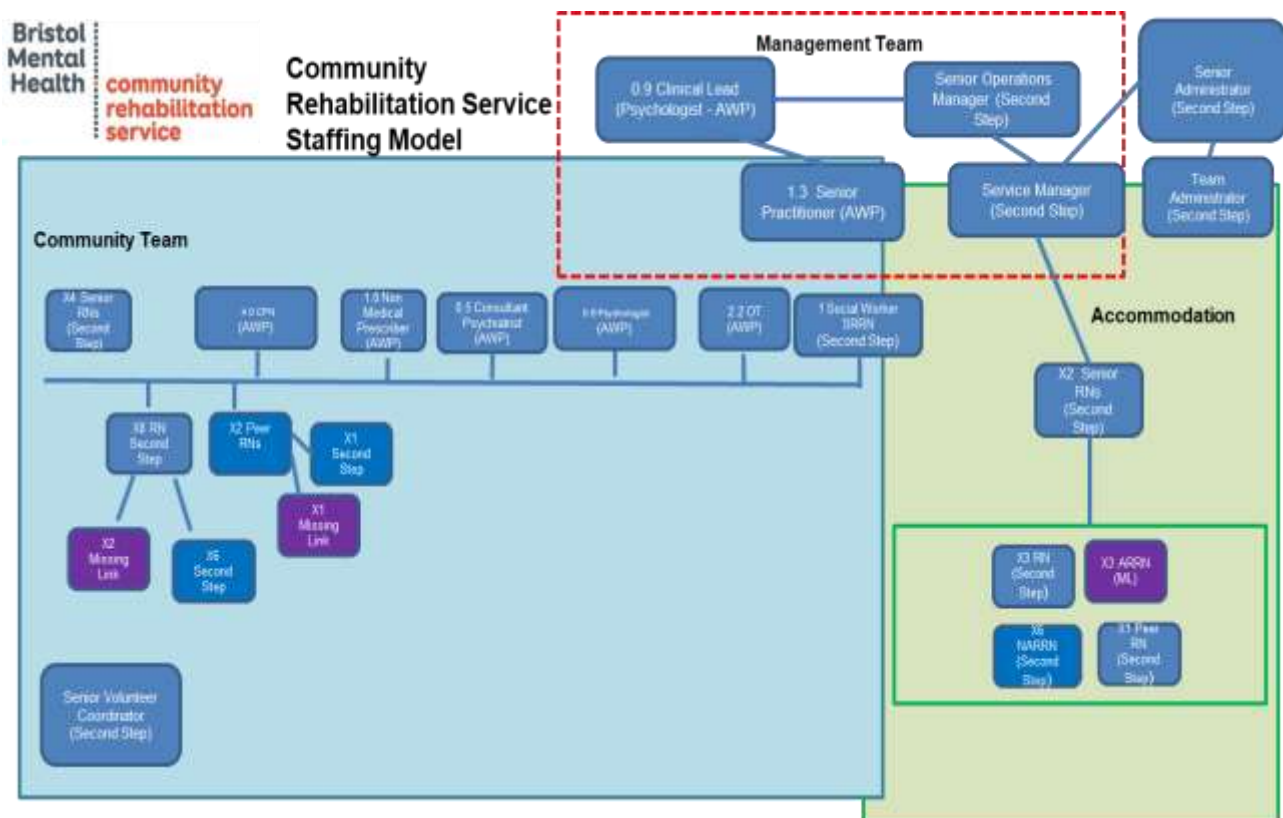 Bristol
Mental
Health
community
rehabilitation
service
Community
Rehabilitation Service
Staffing Model
Management Team
0.9 Clinical Lead
(Psychologist - AWP)
Senior Operations
Manager (Second
Step)
Senior
Administrator
(Second Step)
1.3 Senior
Practitioner (AWP)
Service Manager
(Second Step)
Team
Administrator
(Second Step)
Community Team
X4 Senior
RNs
(Second
Step)
4.0 CPN
(AWP)
1.0 Non
Medical
Prescriber
(AWP)
0.5 Consultant
Psychiatrist
(AWP)
Psychologist
(AWP)
2.2 OT
(AWP)
1 Social Worker
SRRN
(Second Step)
Accommodation
X2 Senior
RNs
(Second
Step)
X8 RN
Second
Step
X2 Peer
RNs
X1
Second
Step
X1
Missing
Link
X2
Missing
Link
X6
Second
Step
X3 RN
(Second
Step)
X3 ARRN
(ML)
X6
NARRN
(Second
Step)
X1 Peer
RN
(Second
Step)
Senior Volunteer
Coordinator
(Second Step)